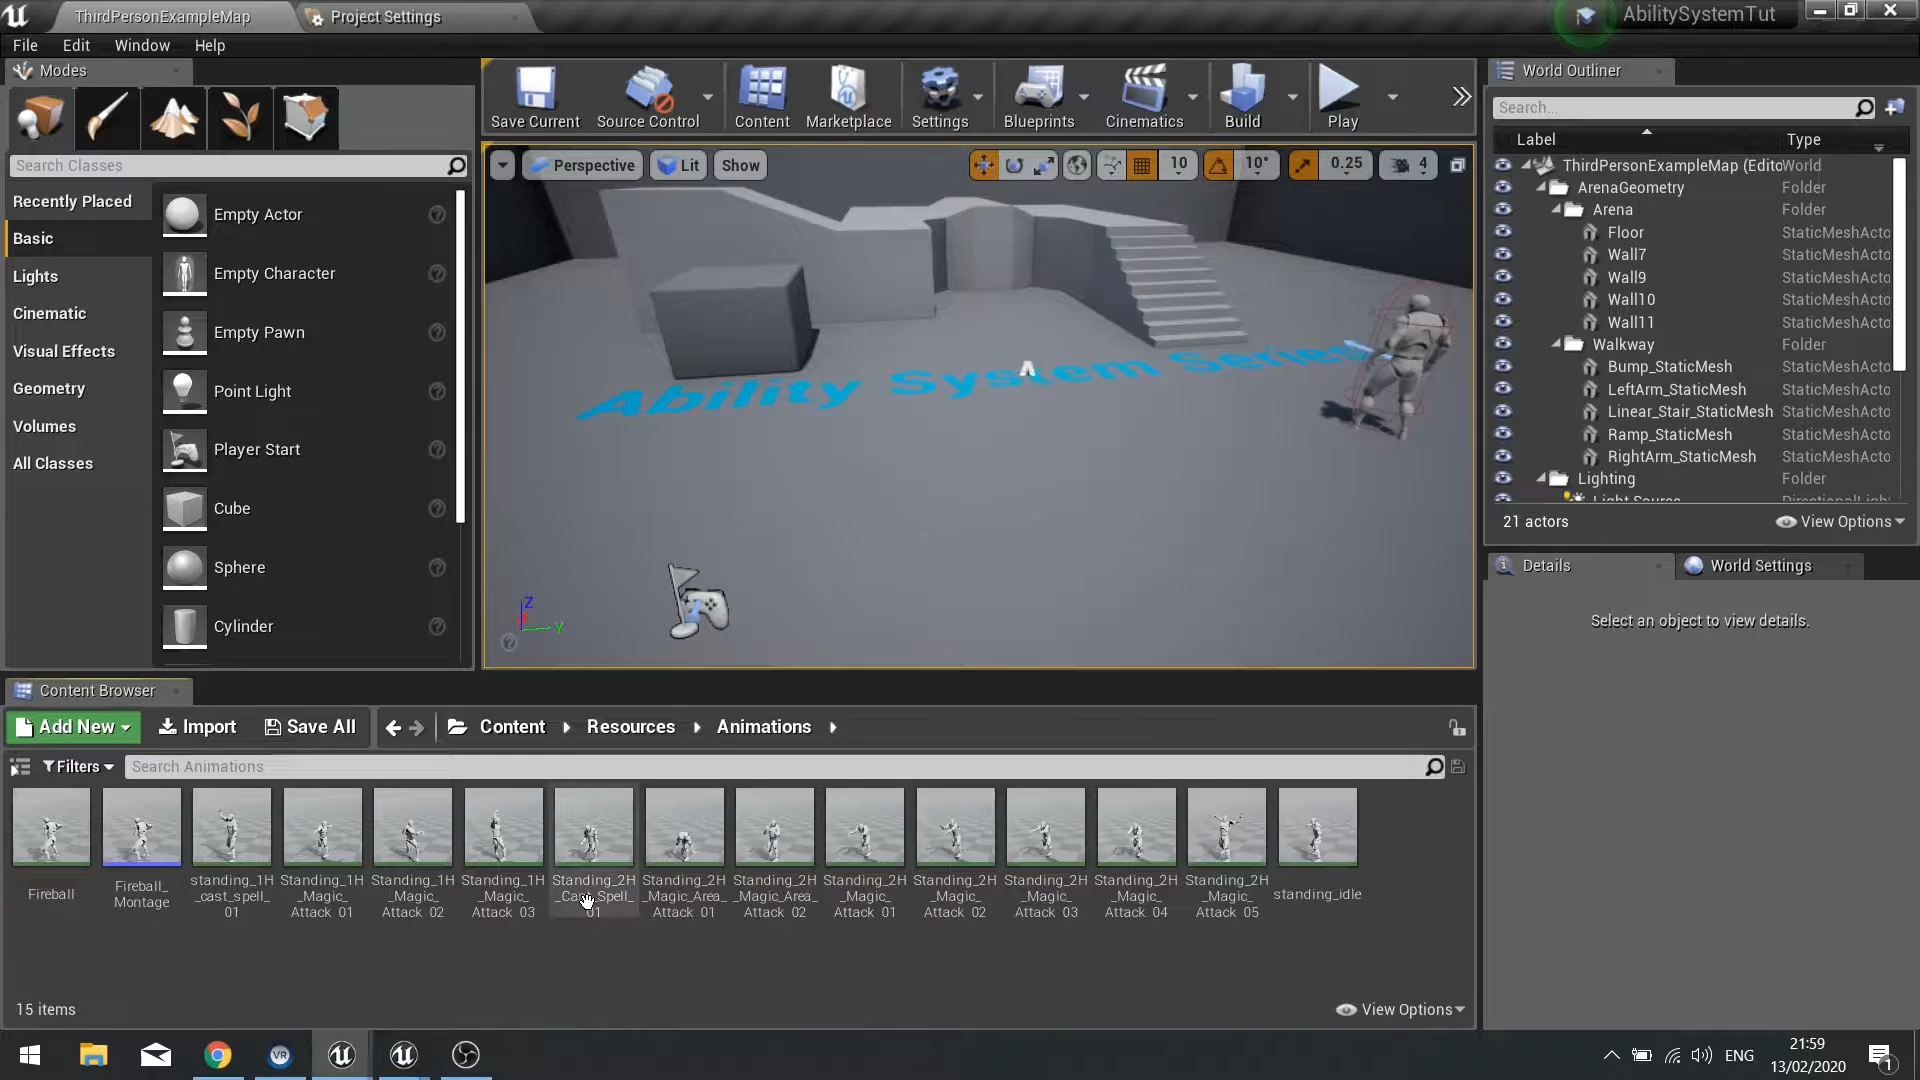 ThirdPersonExampleMap
Project Settings
AbilitySystemTut
File Edit Window Help
Modes
Save Current
Source Control
Content
Marketplace
Settings
Blueprints
Cinematics
Build
Play
World Outliner
Search...
Label Type
Search Classes
Recently Placed
Basic
Lights
Cinematic
Visual Effects
Geometry
Volumes
All Classes
Empty Actor
Empty Character
Empty Pawn
Point Light
Player Start
Cube
Sphere
Cylinder
Perspective
Lit
Show
10
10°
0.25
4
Ability System Series
Z
Y
ThirdPersonExampleMap (Edito World
ArenaGeometry Folder
Arena Folder
Floor StaticMeshActo
Wall7 StaticMeshActo
Wall9 StaticMeshActo
Wall10 StaticMeshActo
Wall11 StaticMeshActo
Walkway Folder
Bump_StaticMesh StaticMeshActo
LeftArm_StaticMesh StaticMeshActo
Linear_Stair_StaticMesh StaticMeshActo
Ramp_StaticMesh StaticMeshActo
RightArm_StaticMesh StaticMeshActo
Lighting Folder
Light Source DirectionalLigh
21 actors
View Options
Details
World Settings
Select an object to view details.
Content Browser
Add New
Import
Save All
Content
Resources
Animations
Filters
Search Animations
Fireball
Fireball_
Montage
standing_1H
_cast_spell_
01
Standing_1H
_Magic_
Attack_01
Standing_1H
_Magic_
Attack_02
Standing_1H
_Magic_
Attack_03
Standing_2H
_Cast_Spell_
01
Standing_2H
_Magic_Area_
Attack_01
Standing_2H
_Magic_Area_
Attack_02
Standing_2H
_Magic_
Attack_01
Standing_2H
_Magic_
Attack_02
Standing_2H
_Magic_
Attack_03
Standing_2H
_Magic_
Attack_04
Standing_2H
_Magic_
Attack_05
standing_idle
15 items
View Options
VR
ENG
21:59
13/02/2020
1